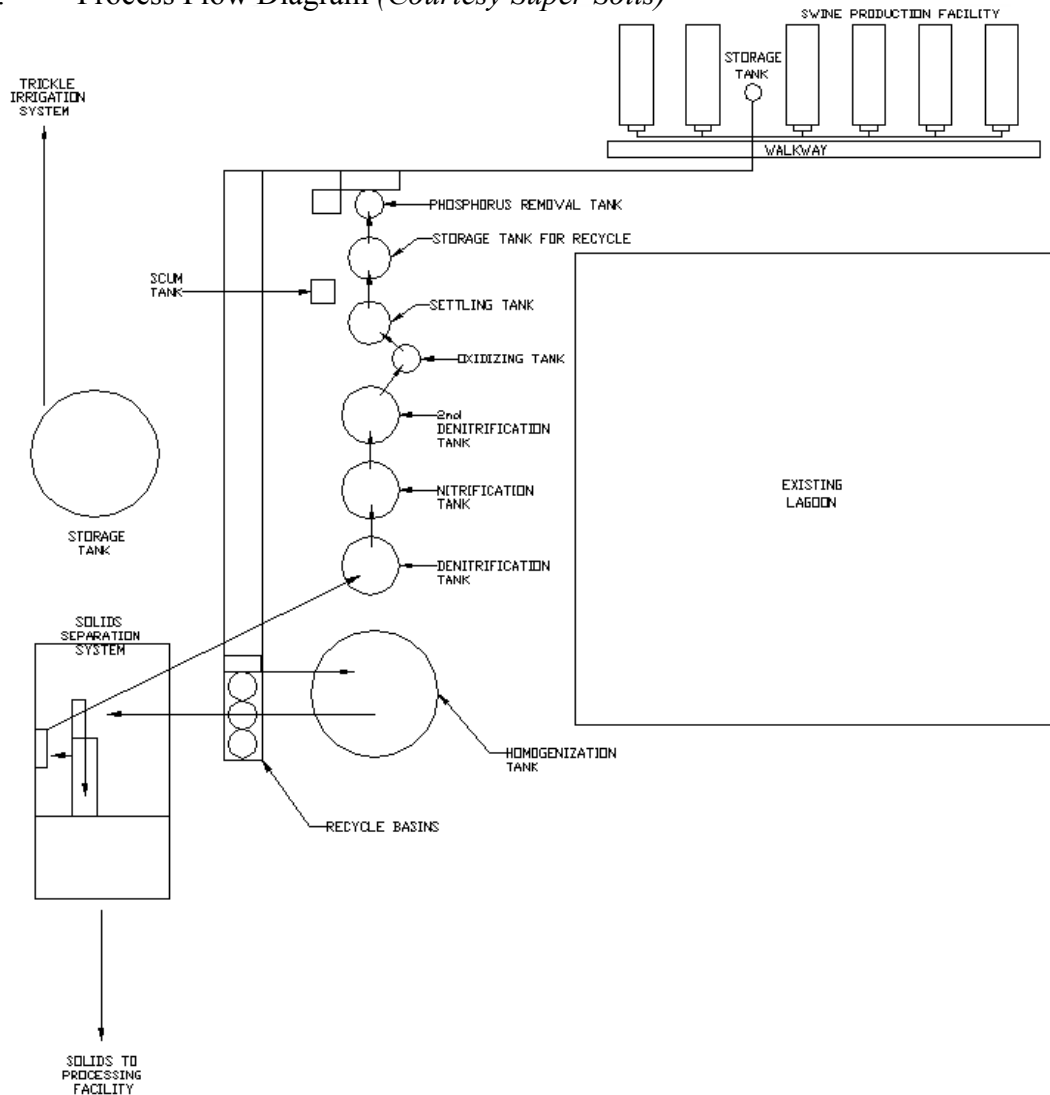 Process Flow Diagram (Courtesy Super Soils)
SWINE PRODUCTION FACILITY
STORAGE
TANK
TRICKLE
IRRIGATION
SYSTEM
WALKWAY
PHOSPHORUS REMOVAL TANK
STORAGE TANK FOR RECYCLE
SCUM
TANK
SETTLING TANK
OXIDIZING TANK
2nd
DENITRIFICATION
TANK
NITRIFICATION
TANK
EXISTING
LAGOON
STORAGE
TANK
DENITRIFICATION
TANK
SOLIDS
SEPARATION
SYSTEM
HOMOGENIZATION
TANK
RECYCLE BASINS
SOLIDS TO
PROCESSING
FACILITY